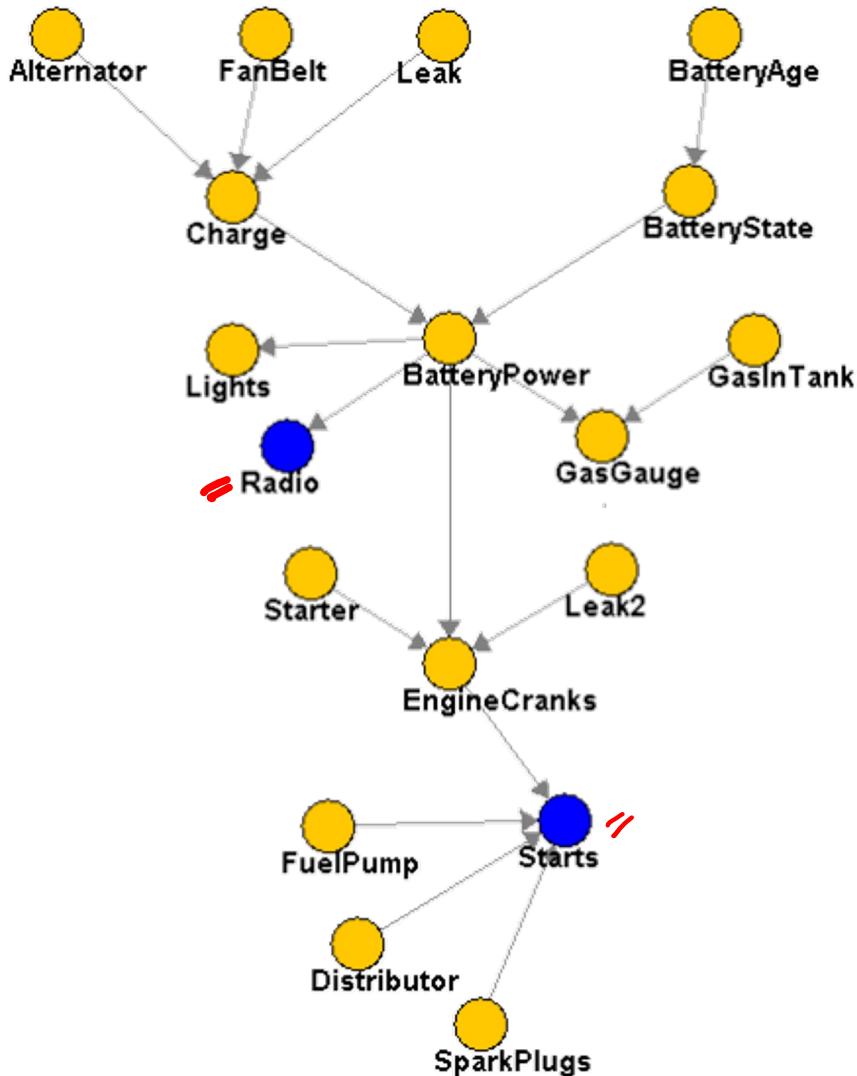 Alternator
FanBelt
Leak
BatteryAge
Charge
BatteryState
Lights
BatteryPower
GasInTank
Radio
GasGauge
Starter
Leak2
EngineCranks
FuelPump
Starts
Distributor
SparkPlugs